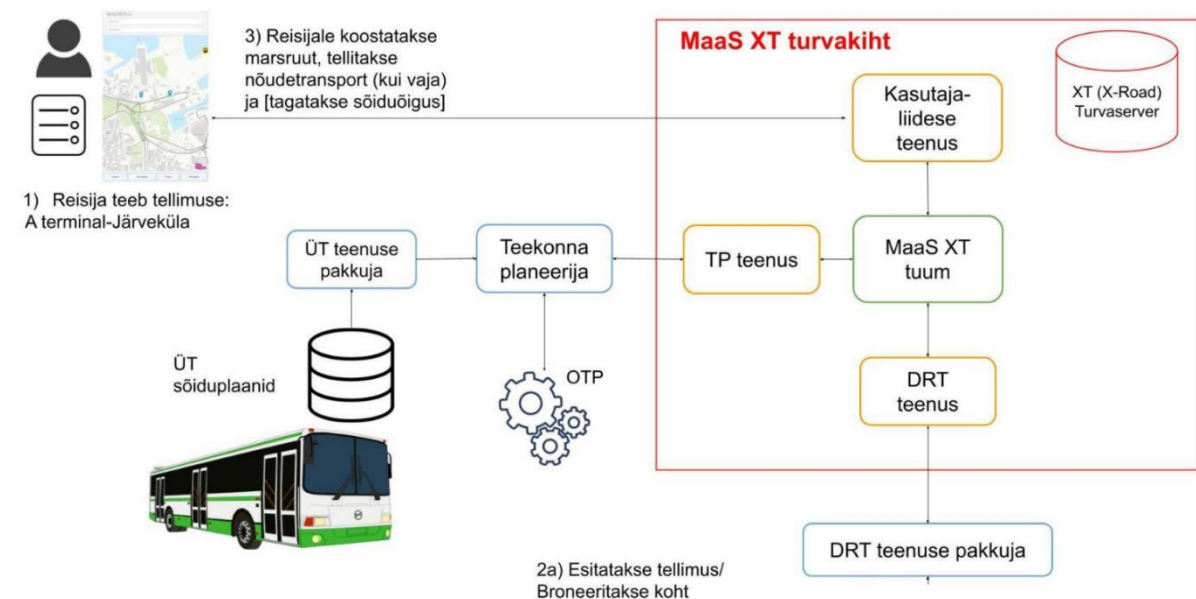 3) Reisijale koostatakse
marsruut, tellitakse
nõudetransport (kui vaja)
ja [tagatakse sõiduõigus]
MaaS XT turvakiht
XT (X-Road)
Turvaserver
Kasutaja-
liidese
teenus
1) Reisija teeb tellimuse:
A terminal-Järveküla
ÜT teenuse
pakkuja
Teekonna
planeerija
TP teenus
MaaS XT
tuum
ÜT
sõiduplaanid
OTP
DRT
teenus
DRT teenuse pakkuja
2a) Esitatakse tellimus/
Broneeritakse koht